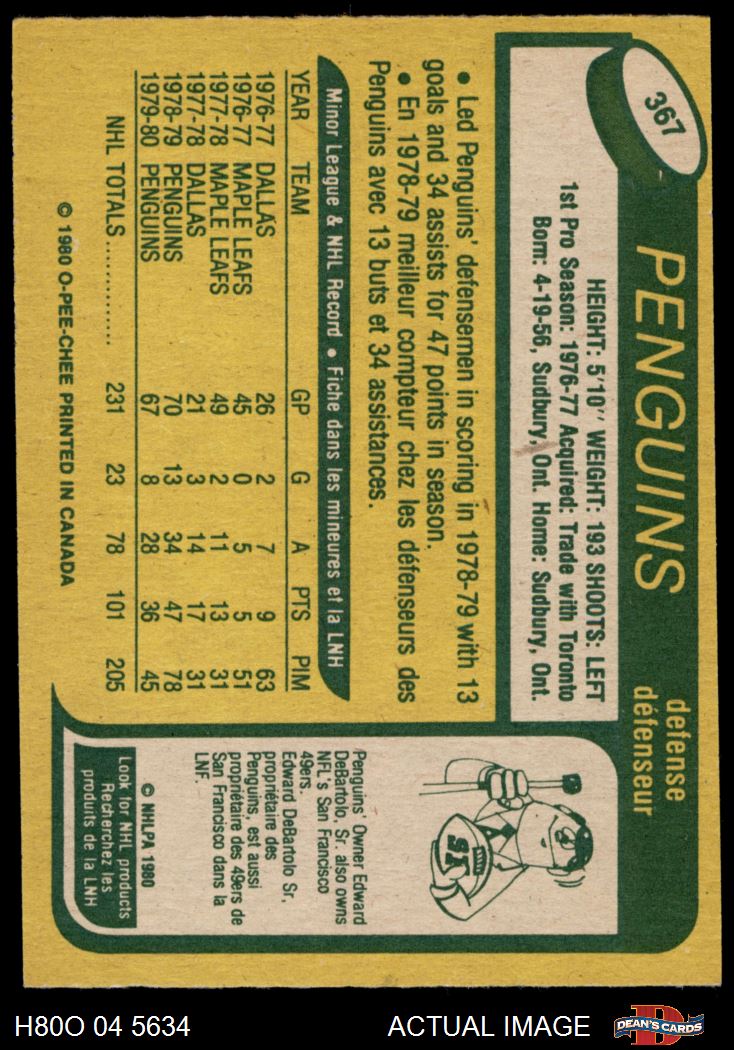 367
PENGUINS
defense
défenseur
HEIGHT: 5'10" WEIGHT: 193 SHOOTS: LEFT
1st Pro Season: 1976-77 Acquired: Trade with Toronto
Born: 4-19-56, Sudbury, Ont. Home: Sudbury, Ont.
• Led Penguins' defensemen in scoring in 1978-79 with 13
goals and 34 assists for 47 points in season.
• En 1978-79 meilleur compteur chez les défenseurs des
Penguins avec 13 buts et 34 assistances.
Minor League & NHL Record • Fiche dans les mineures et la LNH
YEAR TEAM GP G A PTS PIM
1976-77 DALLAS 26 2 7 9 63
1976-77 MAPLE LEAFS 45 0 5 5 51
1977-78 MAPLE LEAFS 49 2 11 13 31
1977-78 DALLAS 21 3 14 17 31
1978-79 PENGUINS 70 13 34 47 78
1979-80 PENGUINS 67 8 28 36 45
NHL TOTALS.............. 231 23 78 101 205
© 1980 O-PEE-CHEE PRINTED IN CANADA
Penguins' Owner Edward
DeBartolo, Sr. also owns
NFL's San Francisco
49ers.
Edward DeBartolo Sr,
propriétaire des
Penguins, est aussi
propriétaire des 49ers de
San Francisco dans la
LNF.
© NHLPA 1980
Look for NHL products
Recherchez les
produits de la LNH
H80O 04 5634
ACTUAL IMAGE
DEAN'S CARDS